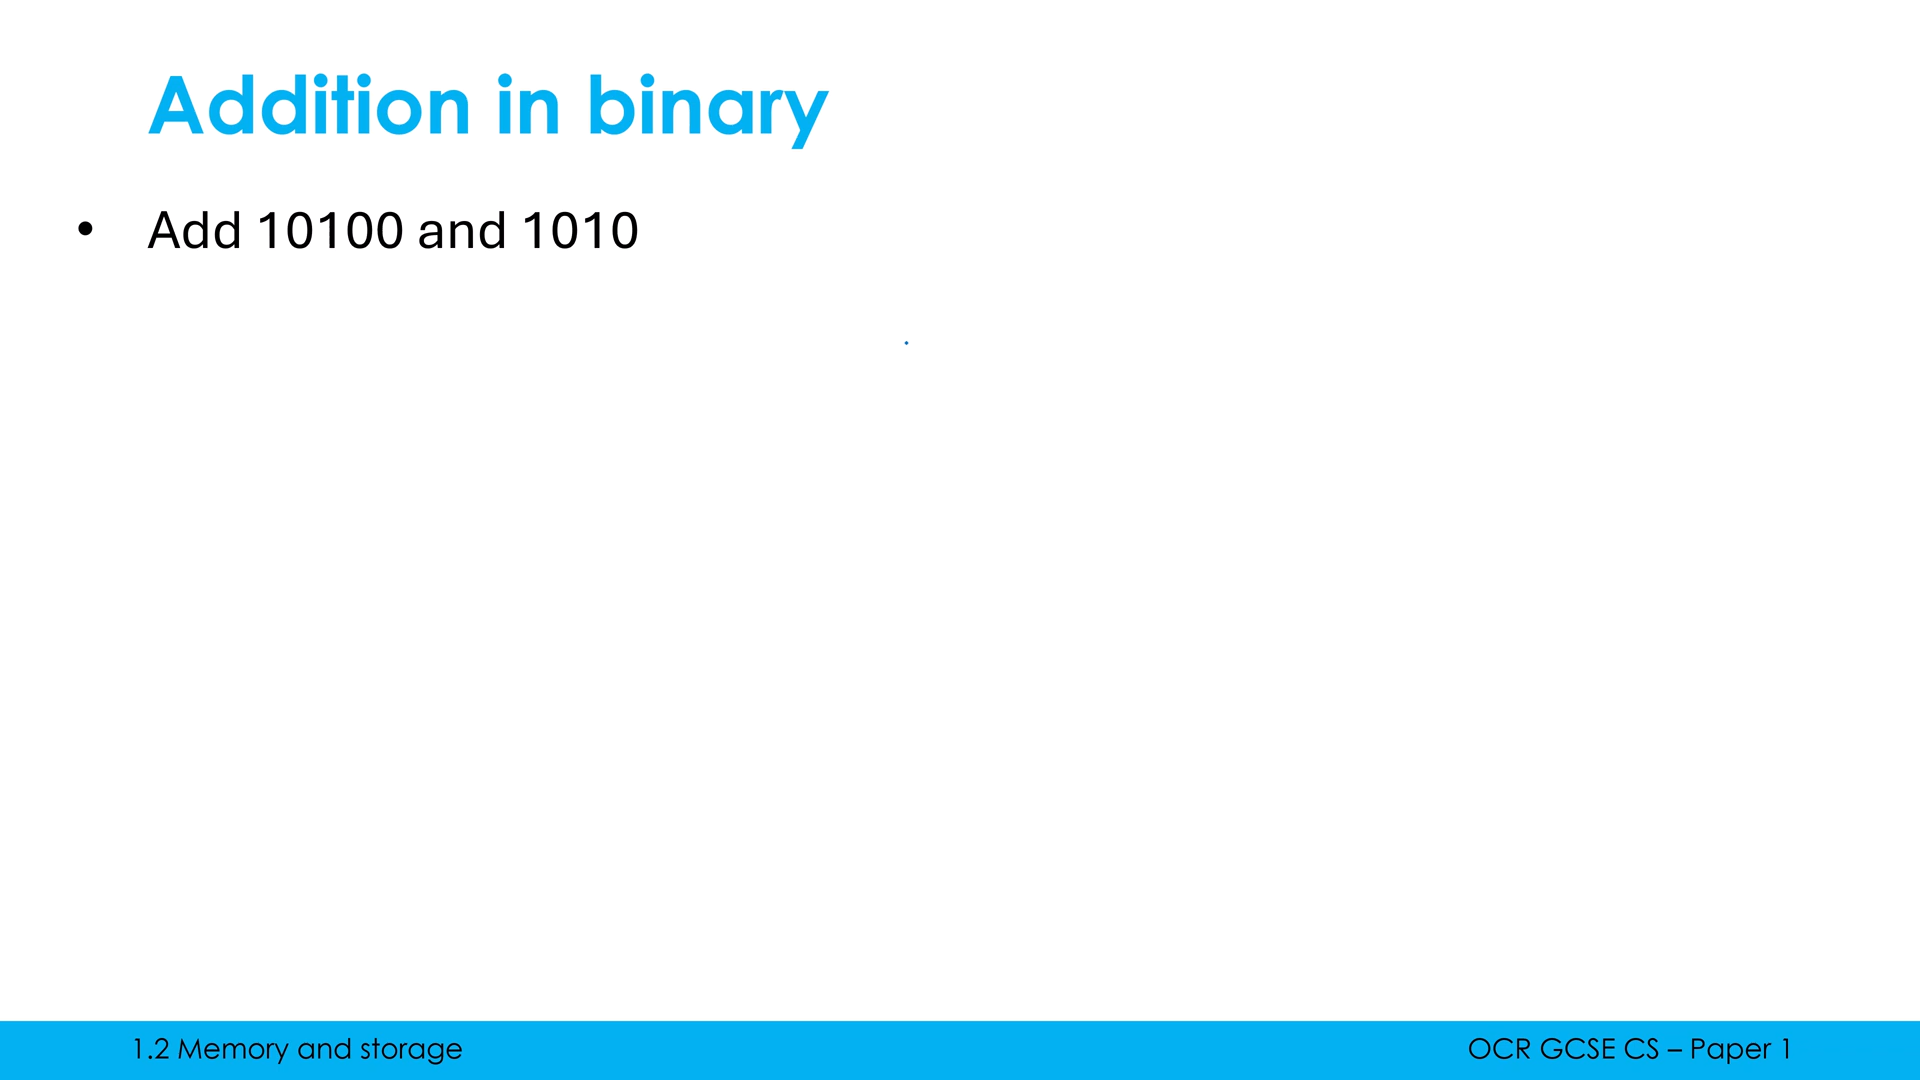 Addition in binary
• Add 10100 and 1010
1.2 Memory and storage
OCR GCSE CS – Paper 1